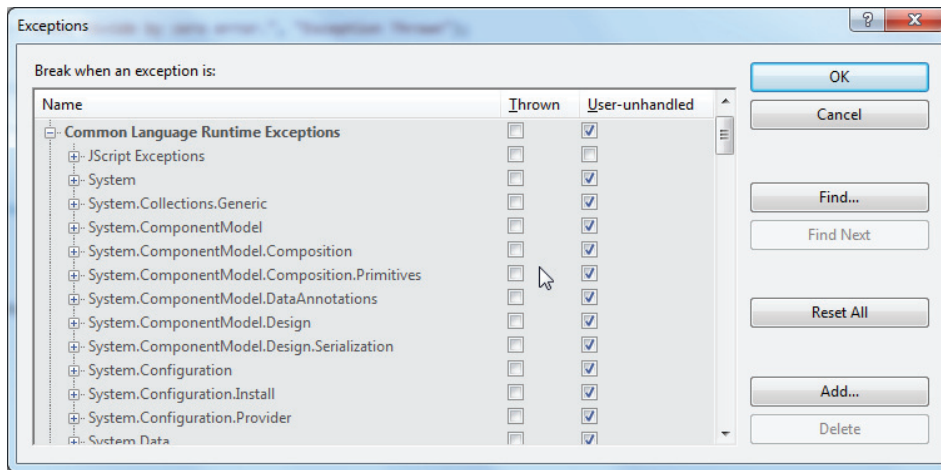 Exceptions
Break when an exception is:
Name Thrown User-unhandled
Common Language Runtime Exceptions
JScript Exceptions
System
System.Collections.Generic
System.ComponentModel
System.ComponentModel.Composition
System.ComponentModel.Composition.Primitives
System.ComponentModel.DataAnnotations
System.ComponentModel.Design
System.ComponentModel.Design.Serialization
System.Configuration
System.Configuration.Install
System.Configuration.Provider
System.Data
OK
Cancel
Find...
Find Next
Reset All
Add...
Delete